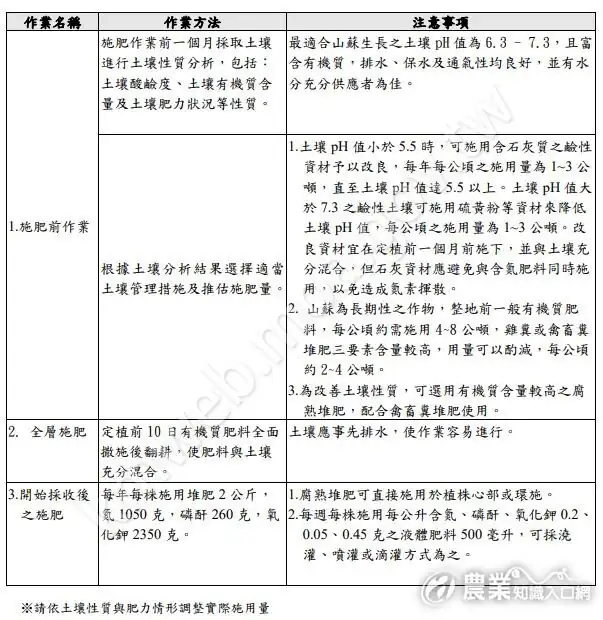 作業名稱 作業方法 注意事項
1.施肥前作業
施肥作業前一個月採取土壤
進行土壤性質分析，包括：
土壤酸鹼度、土壤有機質含
量及土壤肥力狀況等性質。
最適合山蘇生長之土壤 pH 值為 6.3 - 7.3，且富
含有機質，排水、保水及通氣性均良好，並有水
分充分供應者為佳。
根據土壤分析結果選擇適當
土壤管理措施及推估施肥量。
1.土壤 pH 值小於 5.5 時，可施用含石灰質之鹼性
資材予以改良，每年每公頃之施用量為 1~3 公
噸，直至土壤 pH 值達 5.5 以上。土壤 pH 值大
於 7.3 之鹼性土壤可施用硫黃粉等資材來降低
土壤 pH 值，每公頃之施用量為 1~3 公噸。改
良資材宜在定植前一個月前施下，並與土壤充
分混合，但石灰資材應避免與含氮肥料同時施
用，以免造成氮素揮散。
2. 山蘇為長期性之作物，整地前一般有機質肥
料，每公頃約需施用 4~8 公噸，雞糞或禽畜糞
堆肥三要素含量較高，用量可以酌減，每公頃
約 2~4 公噸。
3.為改善土壤性質，可選用有機質含量較高之腐
熟堆肥，配合禽畜糞堆肥使用。
2. 全層施肥
定植前 10 日有機質肥料全面
撒施後翻耕，使肥料與土壤
充分混合。
土壤應事先排水，使作業容易進行。
3.開始採收後
之施肥
每年每株施用堆肥 2 公斤，
氮 1050 克，磷酐 260 克，氧
化鉀 2350 克。
1.腐熟堆肥可直接施用於植株心部或環施。
2.每週每株施用每公升含氮、磷酐、氧化鉀 0.2、
0.05、0.45 克之液體肥料 500 毫升，可採澆
灌、噴灌或滴灌方式為之。
※請依土壤性質與肥力情形調整實際施用量
農業知識入口網